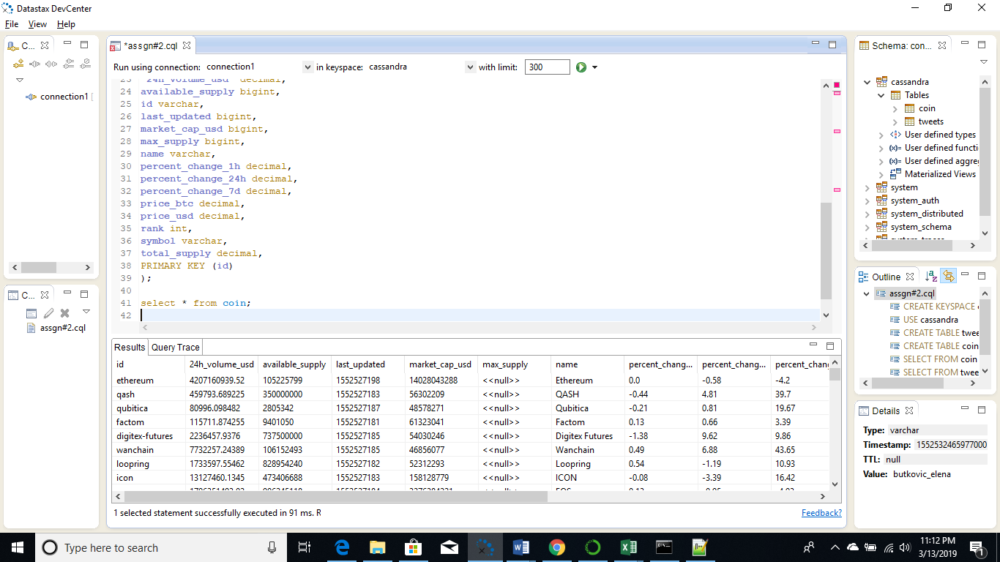 Datastax DevCenter
File View Help
C...
connection1 [
C...
assgn#2.cql
*assgn#2.cql
Run using connection: connection1 in keyspace: cassandra with limit: 300
23 "24h_volume_usd" decimal,
24 available_supply bigint,
25 id varchar,
26 last_updated bigint,
27 market_cap_usd bigint,
28 max_supply bigint,
29 name varchar,
30 percent_change_1h decimal,
31 percent_change_24h decimal,
32 percent_change_7d decimal,
33 price_btc decimal,
34 price_usd decimal,
35 rank int,
36 symbol varchar,
37 total_supply decimal,
38 PRIMARY KEY (id)
39 );
40
41 select * from coin;
42
Results Query Trace
id 24h_volume_usd available_supply last_updated market_cap_usd max_supply name percent_chang... percent_chang... percent_chang
ethereum 4207160939.52 105225799 1552527198 14028043288 <<null>> Ethereum 0.0 -0.58 -4.2
qash 459793.689225 350000000 1552527183 56302209 <<null>> QASH -0.44 4.81 39.7
qubitica 80996.098482 2805342 1552527187 48578271 <<null>> Qubitica -0.21 0.81 19.67
factom 115711.874255 9401050 1552527181 61323041 <<null>> Factom 0.13 0.66 3.39
digitex-futures 2236457.9376 737500000 1552527185 54030246 <<null>> Digitex Futures -1.38 9.62 9.86
wanchain 7732257.24389 106152493 1552527185 46856077 <<null>> Wanchain 0.49 6.88 43.65
loopring 1733597.55462 828954240 1552527182 52312293 <<null>> Loopring 0.54 -1.19 10.93
icon 13127460.1345 473406688 1552527183 158128779 <<null>> ICON -0.08 -3.39 16.42
1 selected statement successfully executed in 91 ms. R
Feedback?
Schema: con...
cassandra
Tables
coin
tweets
User defined types
User defined functi
User defined aggre
Materialized Views
system
system_auth
system_distributed
system_schema
Outline
assgn#2.cql
CREATE KEYSPACE
USE cassandra
CREATE TABLE twee
CREATE TABLE coin
SELECT FROM coin
SELECT FROM twee
Details
Type: varchar
Timestamp: 1552532465977000
TTL: null
Value: butkovic_elena
Type here to search
11:12 PM
3/13/2019
1